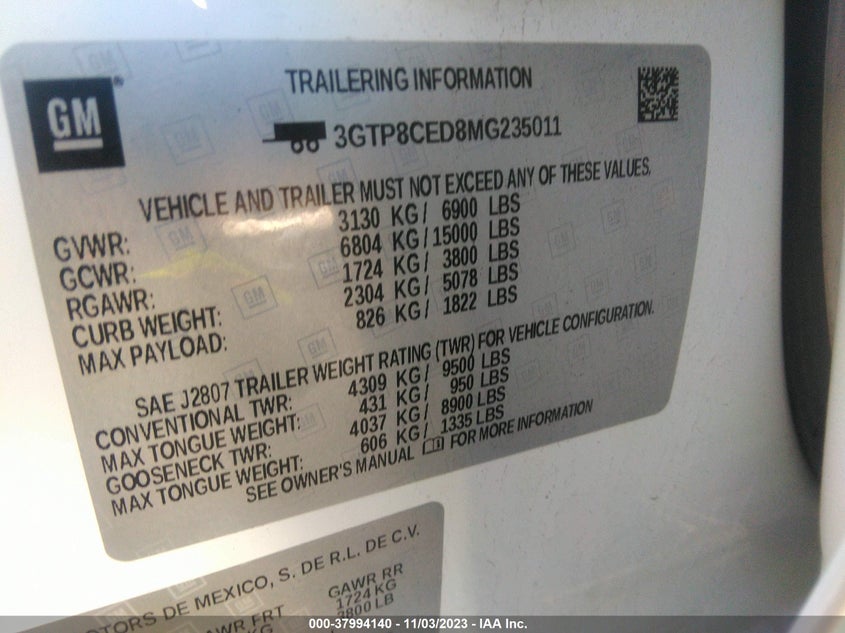 GM
TRAILERING INFORMATION
3GTP8CED8MG235011
VEHICLE AND TRAILER MUST NOT EXCEED ANY OF THESE VALUES.
GVWR: 3130 KG/ 6900 LBS
GCWR: 6804 KG/ 15000 LBS
RGAWR: 1724 KG/ 3800 LBS
CURB WEIGHT: 2304 KG/ 5078 LBS
MAX PAYLOAD: 826 KG/ 1822 LBS
SAE J2807 TRAILER WEIGHT RATING (TWR) FOR VEHICLE CONFIGURATION.
CONVENTIONAL TWR: 4309 KG/ 9500 LBS
MAX TONGUE WEIGHT: 431 KG/ 950 LBS
GOOSENECK TWR: 4037 KG/ 8900 LBS
MAX TONGUE WEIGHT: 606 KG/ 1335 LBS
SEE OWNER'S MANUAL FOR MORE INFORMATION
OTORS DE MEXICO, S. DE R.L. DE C.V.
AWR FRT GAWR RR
KG 1724 KG
3800 LB
000-37994140 - 11/03/2023 - IAA Inc.